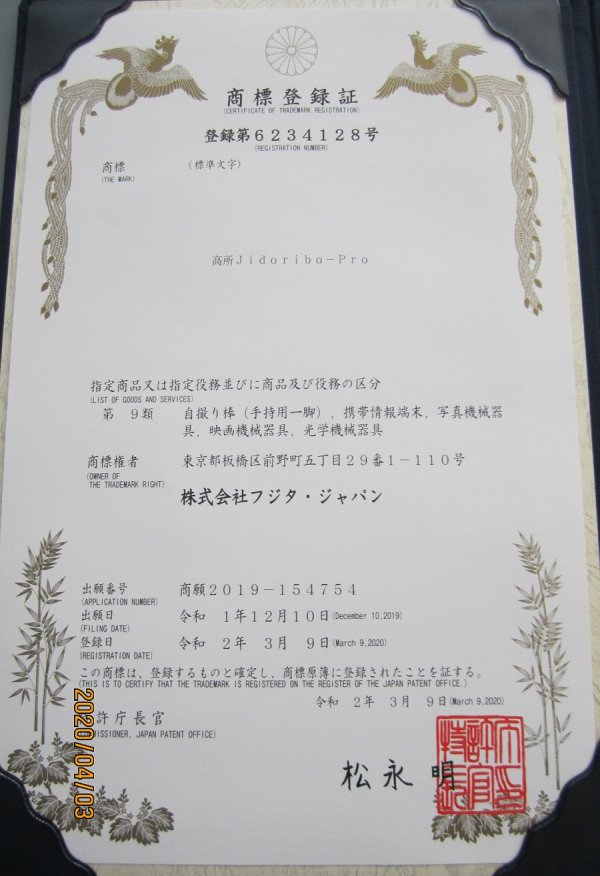 商標登録証
(CERTIFICATE OF TRADEMARK REGISTRATION)
登録第6234128号
(REGISTRATION NUMBER)
商標 (標準文字)
(THE MARK)
高所Jidoribo-Pro
指定商品又は指定役務並びに商品及び役務の区分
(LIST OF GOODS AND SERVICES)
第 9類 自撮り棒(手持用一脚),携帯情報端末,写真機械器
具,映画機械器具,光学機械器具
商標権者 東京都板橋区前野町五丁目29番1-110号
(OWNER OF
THE TRADEMARK RIGHT)
株式会社フジタ・ジャパン
出願番号 商願2019-154754
(APPLICATION NUMBER)
出願日 令和 1年12月10日(December 10,2019)
(FILING DATE)
登録日 令和 2年 3月 9日(March 9,2020)
(REGISTRATION DATE)
この商標は、登録するものと確定し、商標原簿に登録されたことを証する。
(THIS IS TO CERTIFY THAT THE TRADEMARK IS REGISTERED ON THE REGISTER OF THE JAPAN PATENT OFFICE.)
令和 2年 3月 9日(March 9,2020)
許庁長官
MISSIONER, JAPAN PATENT OFFICE)
松永 明
2020/04/03